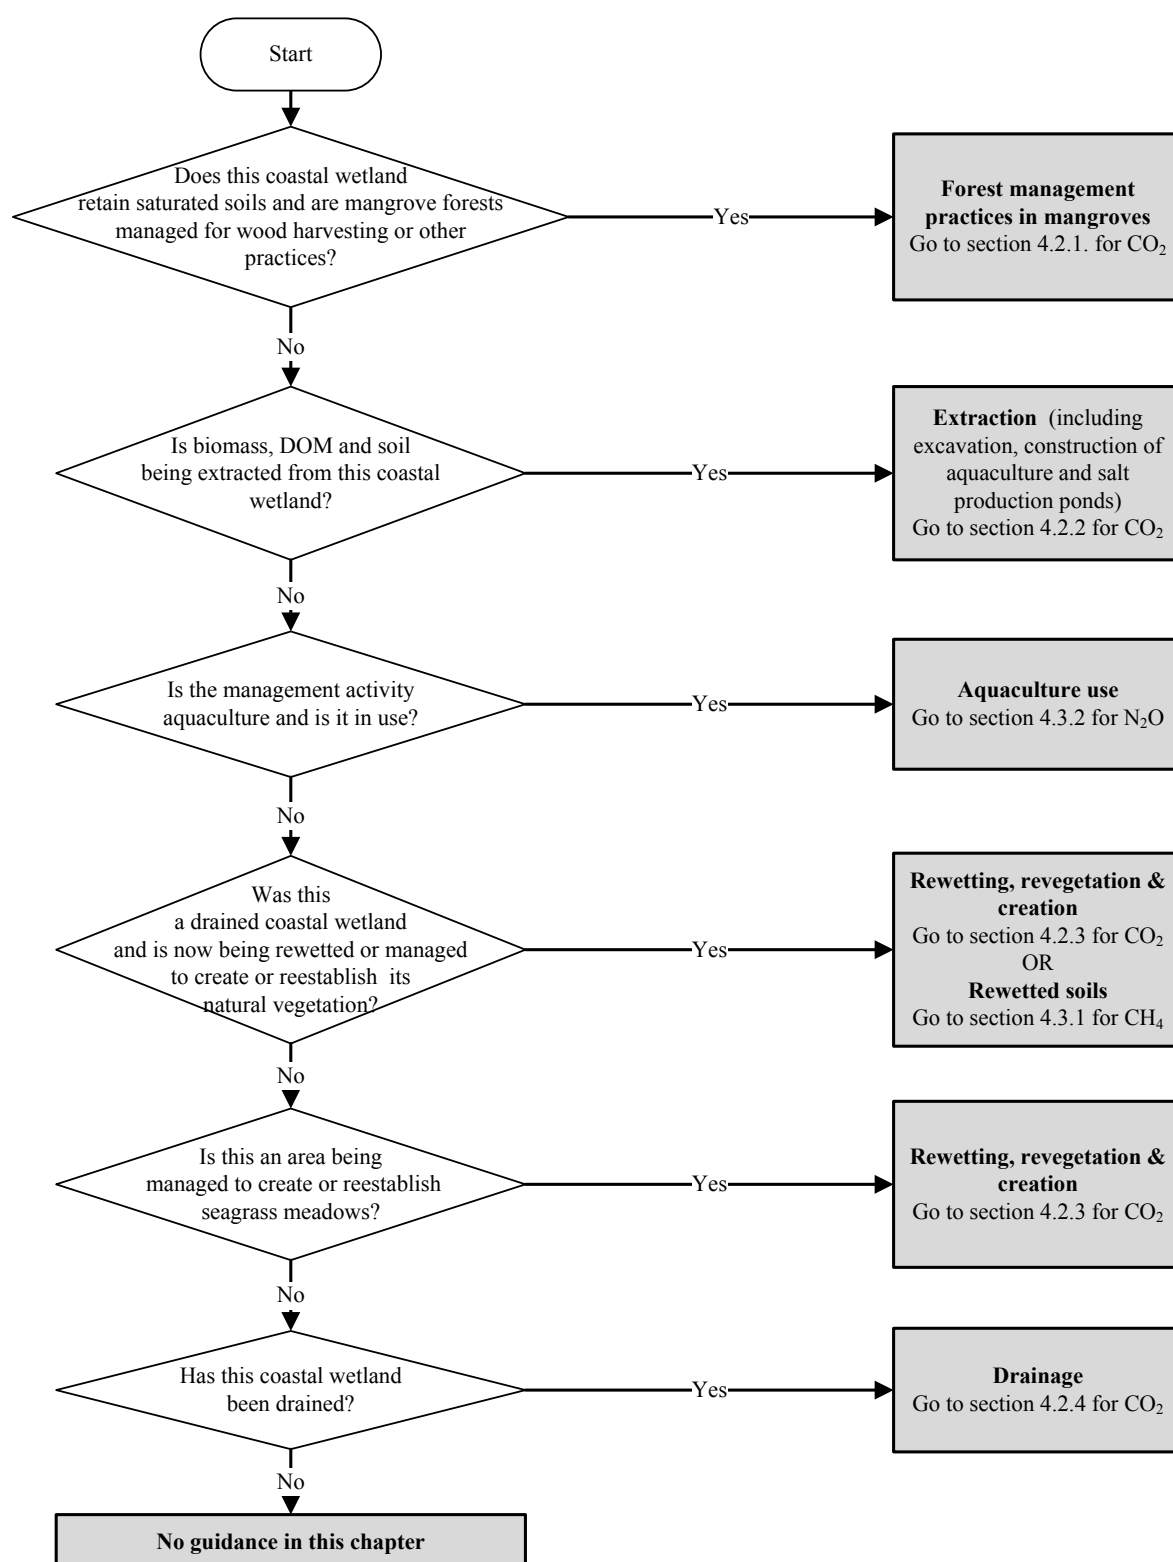 Start
Does this coastal wetland
retain saturated soils and are mangrove forests
managed for wood harvesting or other
practices?
Yes
Forest management
practices in mangroves
Go to section 4.2.1. for CO₂
No
Is biomass, DOM and soil
being extracted from this coastal
wetland?
Yes
Extraction (including
excavation, construction of
aquaculture and salt
production ponds)
Go to section 4.2.2 for CO₂
No
Is the management activity
aquaculture and is it in use?
Yes
Aquaculture use
Go to section 4.3.2 for N₂O
No
Was this
a drained coastal wetland
and is now being rewetted or managed
to create or reestablish its
natural vegetation?
Yes
Rewetting, revegetation &
creation
Go to section 4.2.3 for CO₂
OR
Rewetted soils
Go to section 4.3.1 for CH₄
No
Is this an area being
managed to create or reestablish
seagrass meadows?
Yes
Rewetting, revegetation &
creation
Go to section 4.2.3 for CO₂
No
Has this coastal wetland
been drained?
Yes
Drainage
Go to section 4.2.4 for CO₂
No
No guidance in this chapter